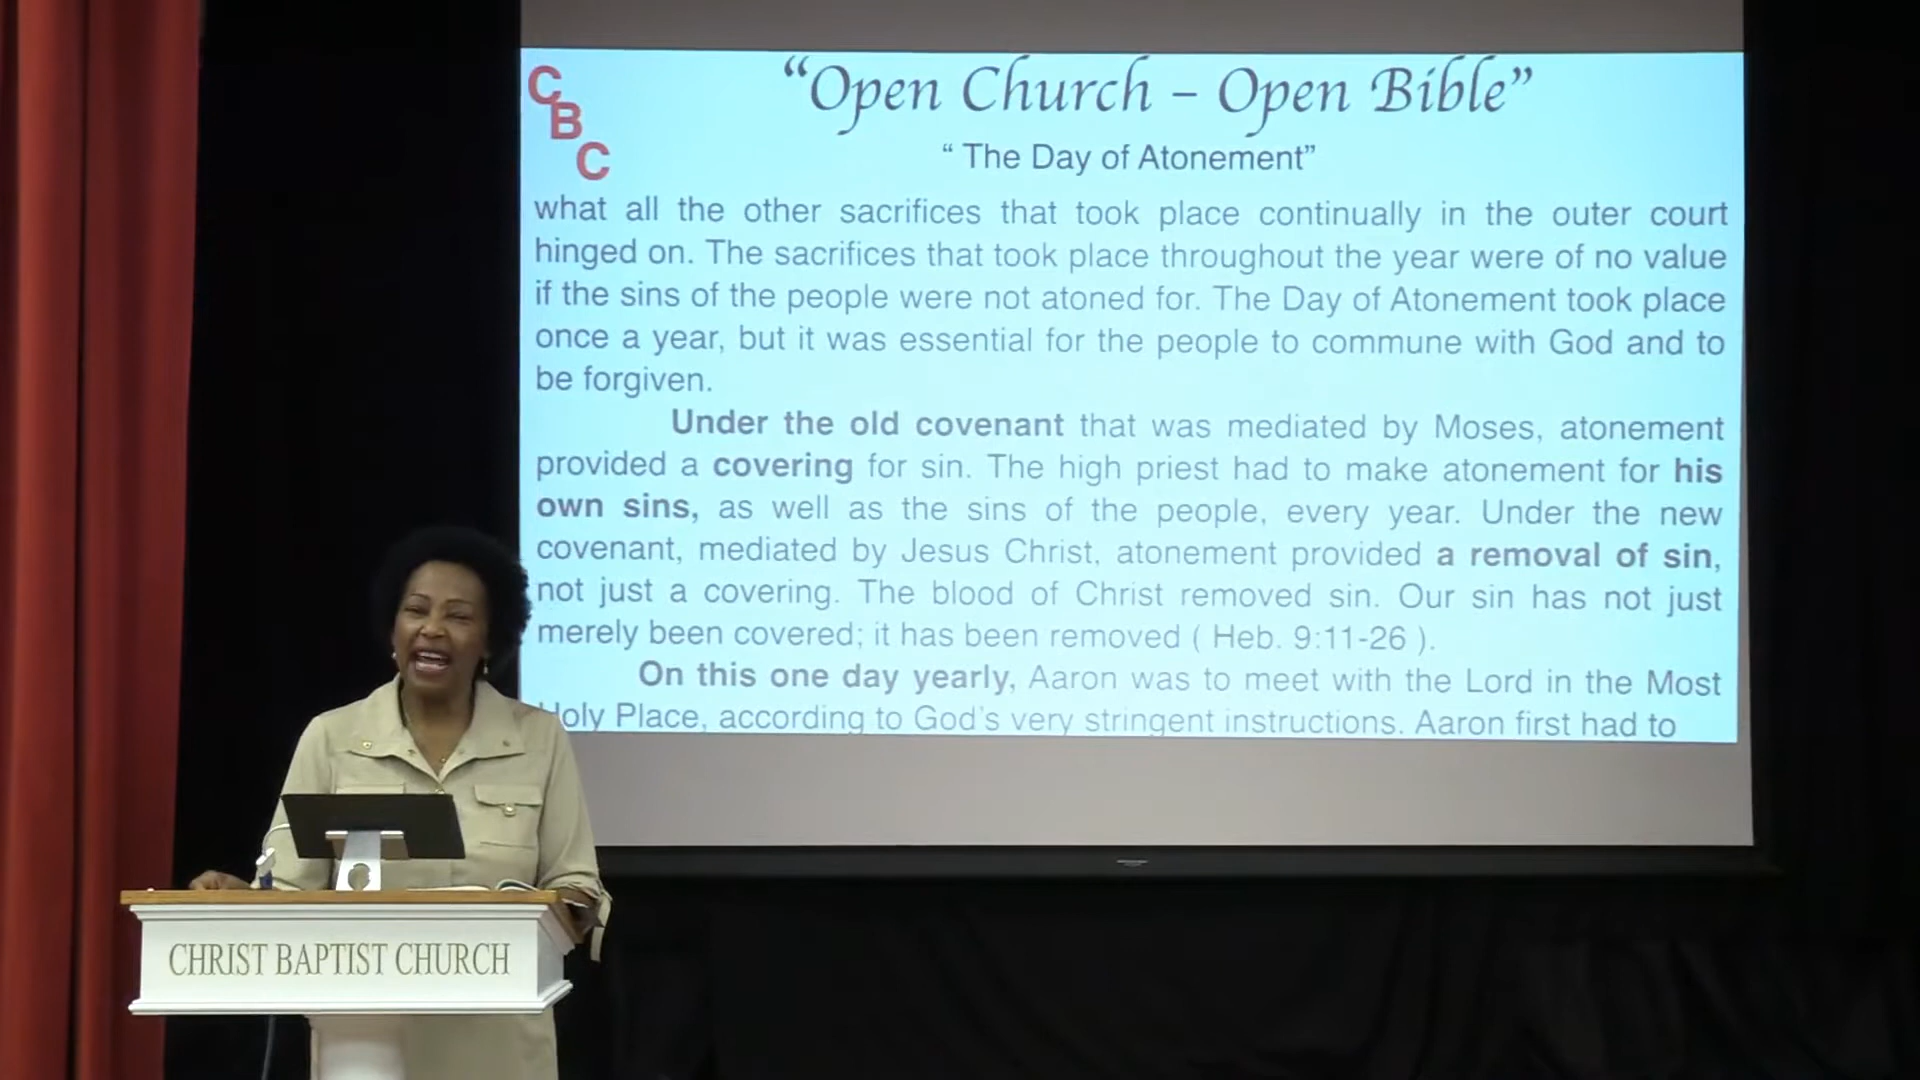 C
B
C
“Open Church – Open Bible”
“ The Day of Atonement”
what all the other sacrifices that took place continually in the outer court
hinged on. The sacrifices that took place throughout the year were of no value
if the sins of the people were not atoned for. The Day of Atonement took place
once a year, but it was essential for the people to commune with God and to
be forgiven.
Under the old covenant that was mediated by Moses, atonement
provided a covering for sin. The high priest had to make atonement for his
own sins, as well as the sins of the people, every year. Under the new
covenant, mediated by Jesus Christ, atonement provided a removal of sin,
not just a covering. The blood of Christ removed sin. Our sin has not just
merely been covered; it has been removed ( Heb. 9:11-26 ).
On this one day yearly, Aaron was to meet with the Lord in the Most
Holy Place, according to God’s very stringent instructions. Aaron first had to
CHRIST BAPTIST CHURCH